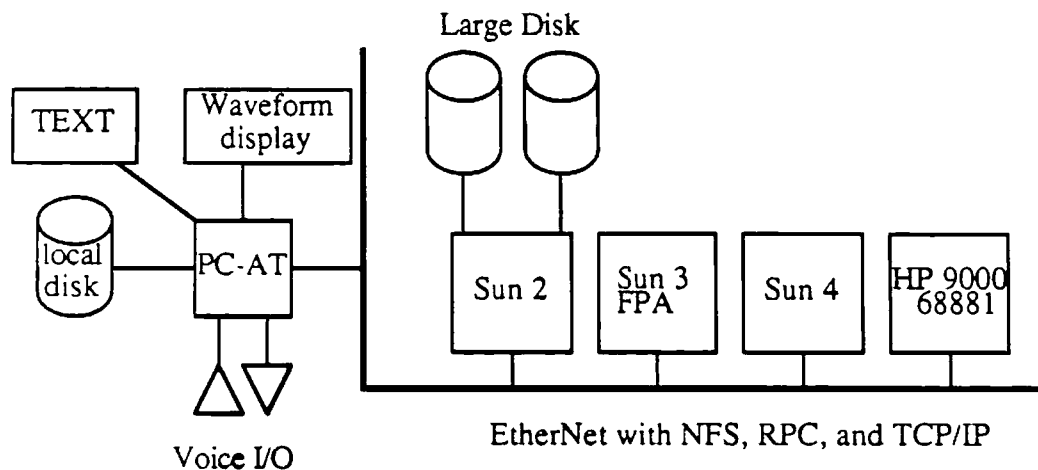 Large Disk
TEXT
Waveform
display
local
disk
PC-AT
Sun 2
Sun 3
FPA
Sun 4
HP 9000
68881
Voice I/O
EtherNet with NFS, RPC, and TCP/IP